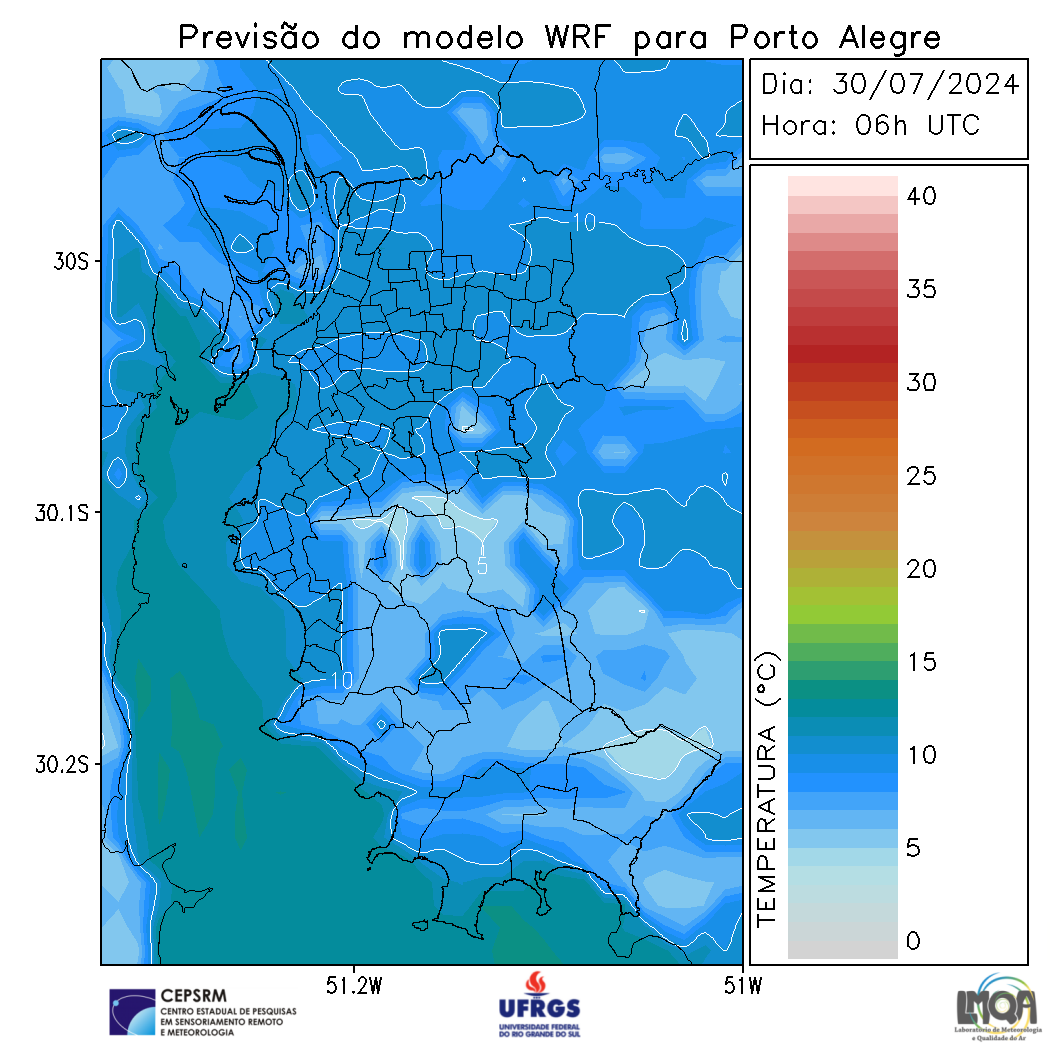 Previsão do modelo WRF para Porto Alegre
Dia: 30/07/2024
Hora: 06h UTC
40
35
30
25
20
15
10
5
0
TEMPERATURA (°C)
30S
30.1S
30.2S
51.2W
51W
10
5
10
CEPSRM
CENTRO ESTADUAL DE PESQUISAS
EM SENSORIAMENTO REMOTO
E METEOROLOGIA
UFRGS
UNIVERSIDADE FEDERAL
DO RIO GRANDE DO SUL
LMQA
Laboratório de Meteorologia
e Qualidade do Ar